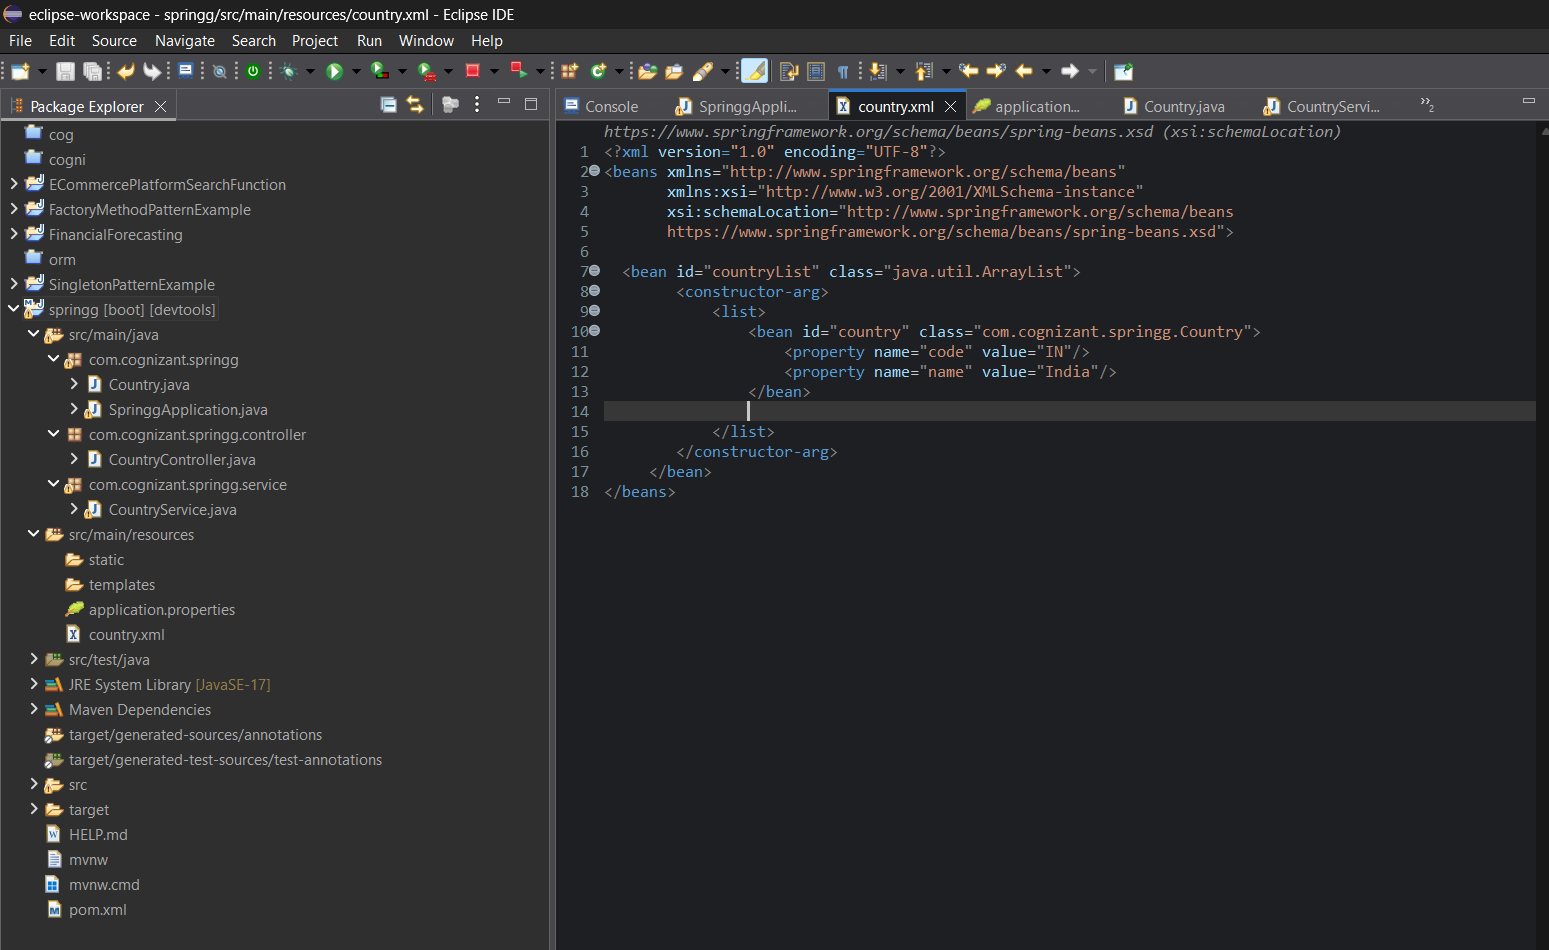 eclipse-workspace - springg/src/main/resources/country.xml - Eclipse IDE
File Edit Source Navigate Search Project Run Window Help
Package Explorer
cog
cogni
ECommercePlatformSearchFunction
FactoryMethodPatternExample
FinancialForecasting
orm
SingletonPatternExample
springg [boot] [devtools]
src/main/java
com.cognizant.springg
Country.java
SpringgApplication.java
com.cognizant.springg.controller
CountryController.java
com.cognizant.springg.service
CountryService.java
src/main/resources
static
templates
application.properties
country.xml
src/test/java
JRE System Library [JavaSE-17]
Maven Dependencies
target/generated-sources/annotations
target/generated-test-sources/test-annotations
src
target
HELP.md
mvnw
mvnw.cmd
pom.xml
Console SpringgAppli... country.xml application... Country.java CountryServi... »2
https://www.springframework.org/schema/beans/spring-beans.xsd (xsi:schemaLocation)
1 <?xml version="1.0" encoding="UTF-8"?>
2 <beans xmlns="http://www.springframework.org/schema/beans"
3 xmlns:xsi="http://www.w3.org/2001/XMLSchema-instance"
4 xsi:schemaLocation="http://www.springframework.org/schema/beans
5 https://www.springframework.org/schema/beans/spring-beans.xsd">
6
7 <bean id="countryList" class="java.util.ArrayList">
8 <constructor-arg>
9 <list>
10 <bean id="country" class="com.cognizant.springg.Country">
11 <property name="code" value="IN"/>
12 <property name="name" value="India"/>
13 </bean>
14
15 </list>
16 </constructor-arg>
17 </bean>
18 </beans>